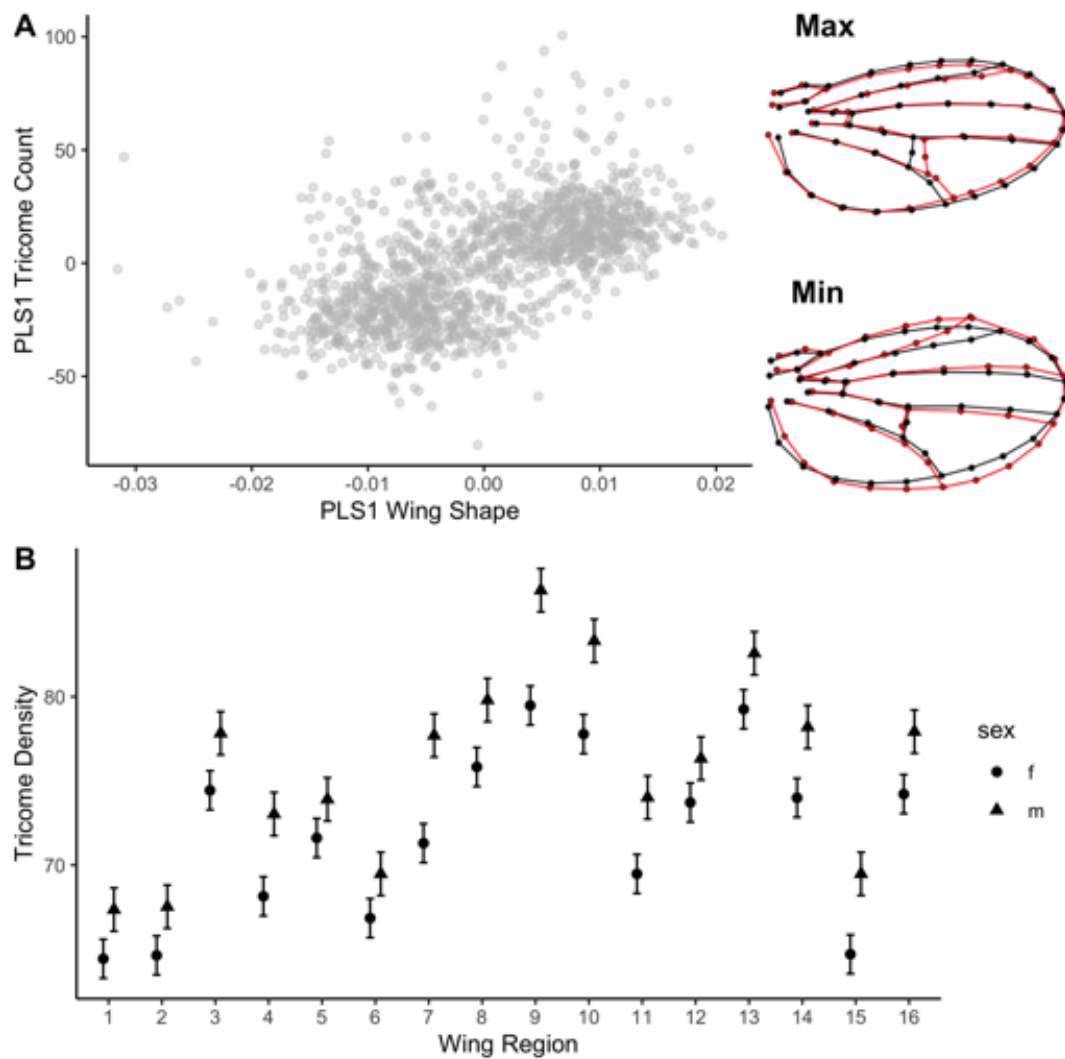 A
PLS1 Tricome Count
100
50
0
-50
-0.03 -0.02 -0.01 0.00 0.01 0.02
PLS1 Wing Shape
Max
Min
B
Tricome Density
80
70
1 2 3 4 5 6 7 8 9 10 11 12 13 14 15 16
Wing Region
sex
f
m